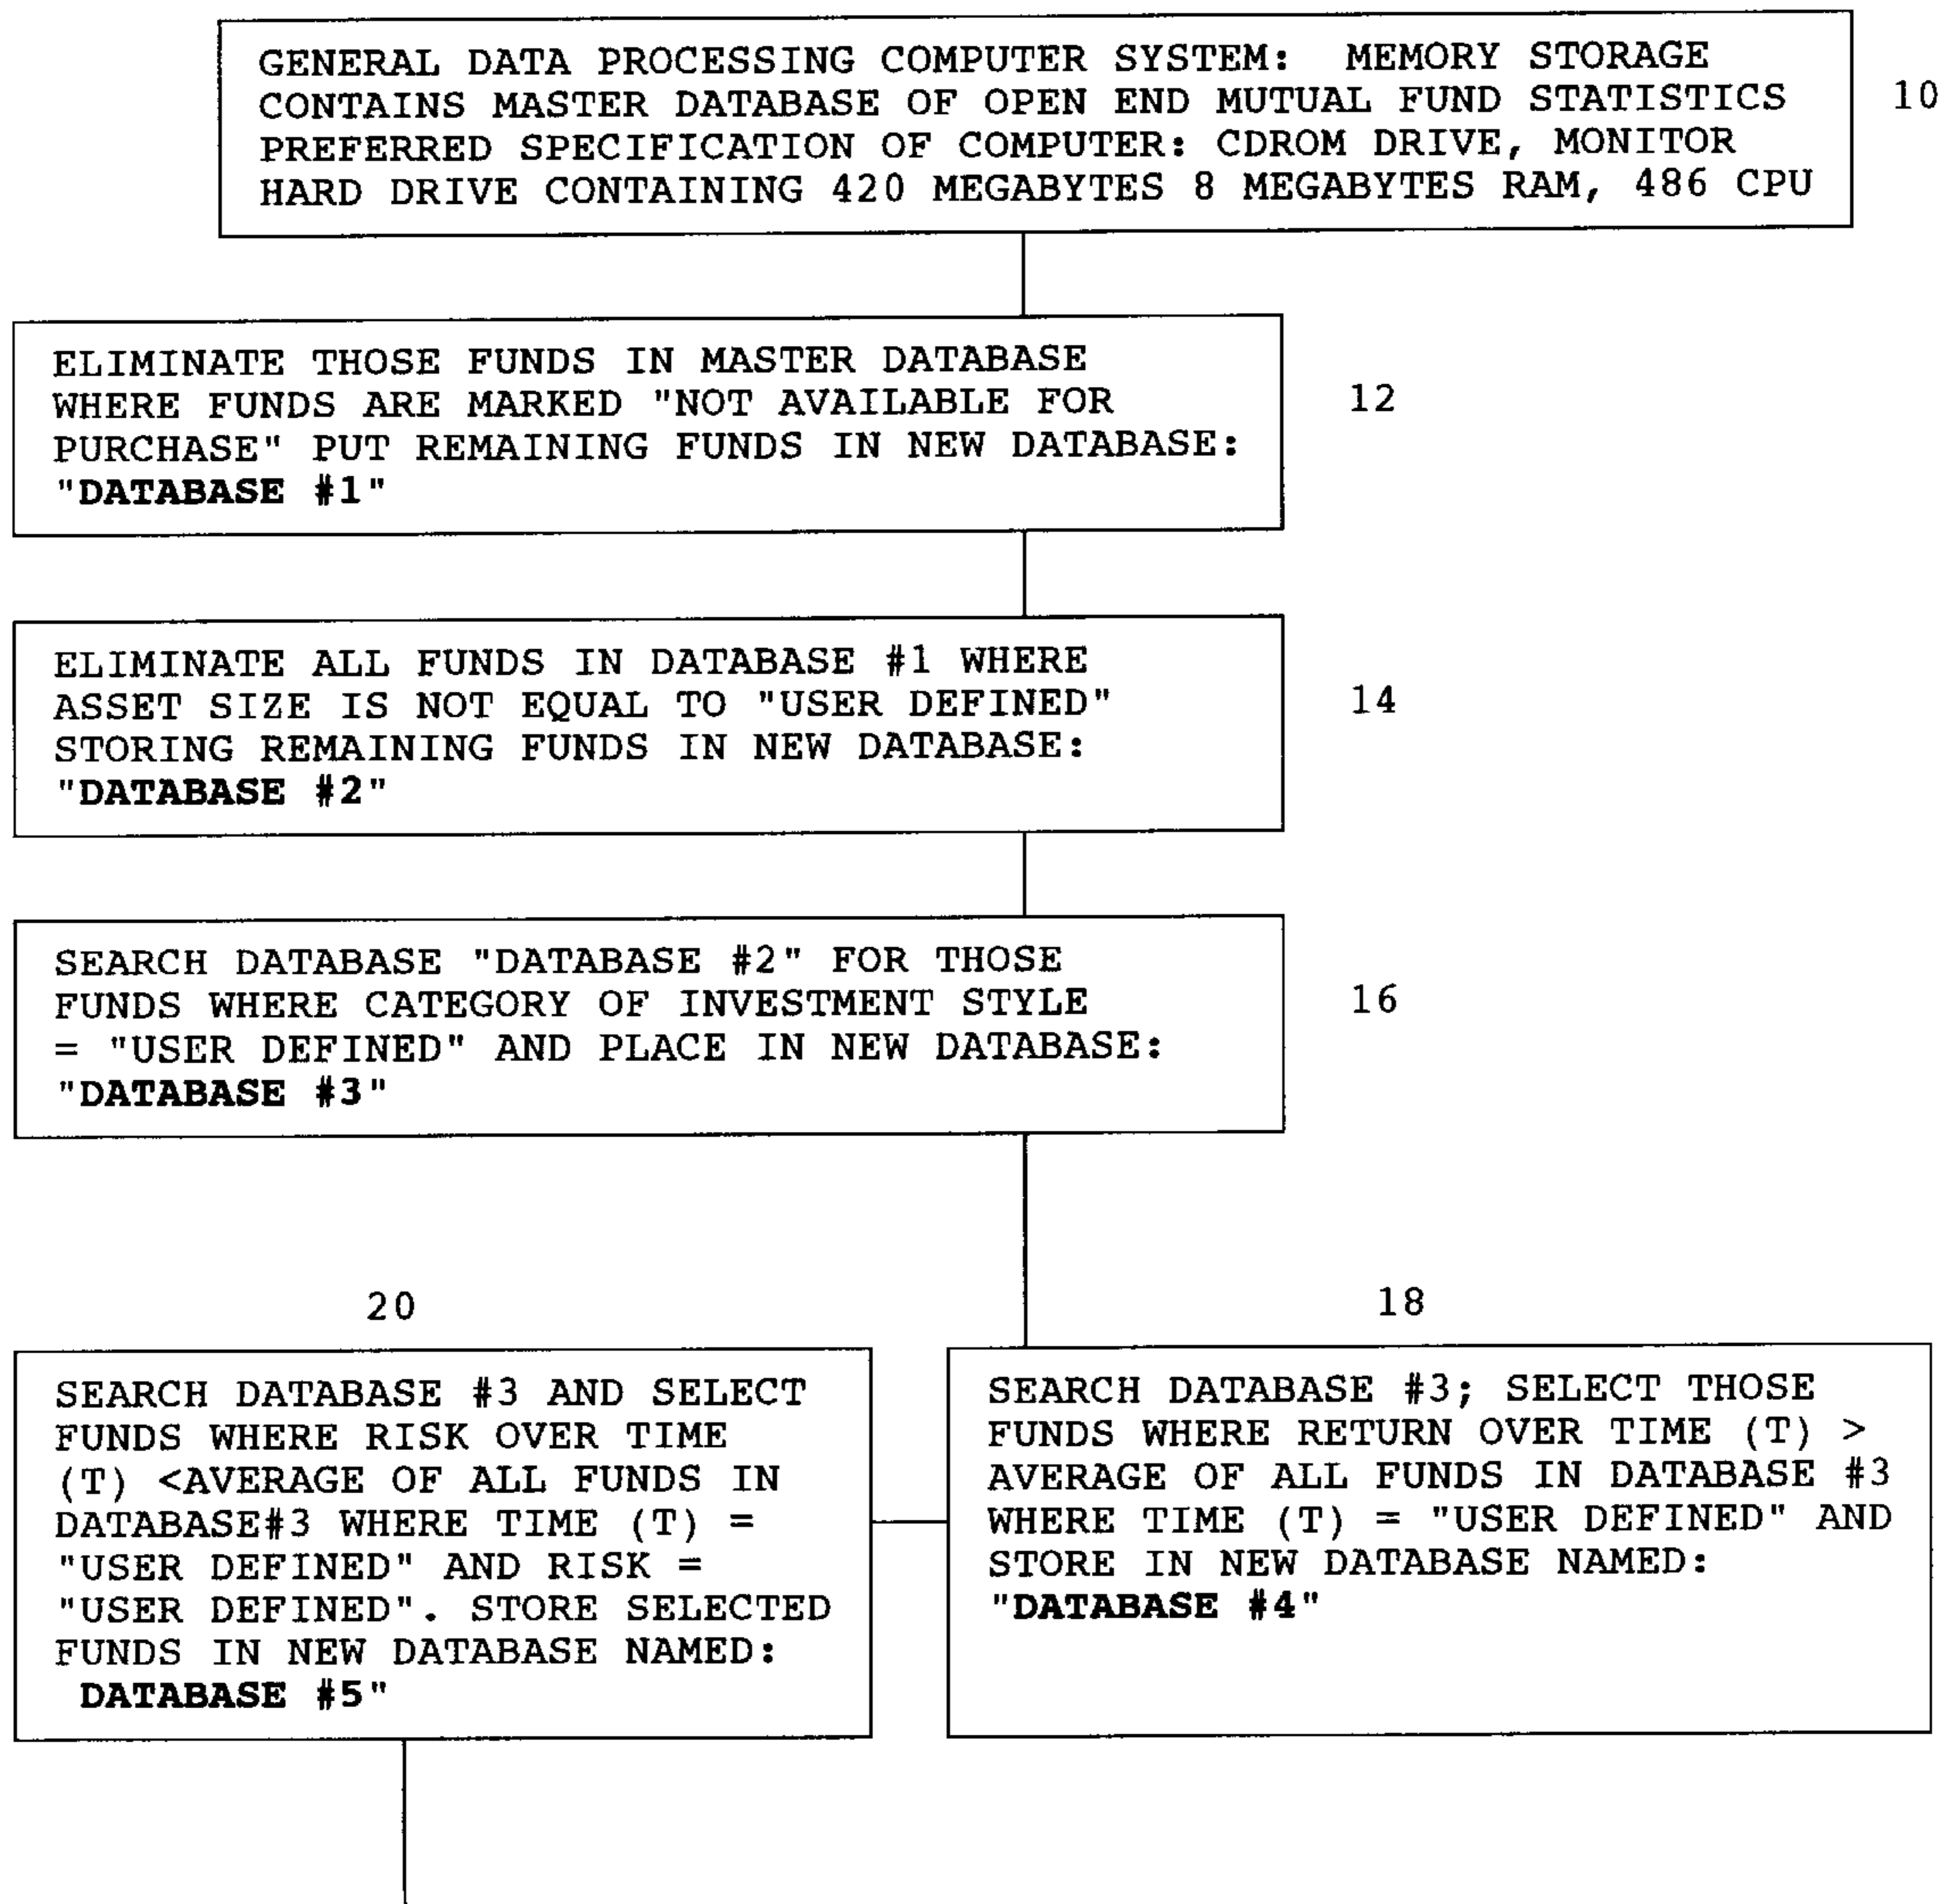 GENERAL DATA PROCESSING COMPUTER SYSTEM: MEMORY STORAGE
CONTAINS MASTER DATABASE OF OPEN END MUTUAL FUND STATISTICS
PREFERRED SPECIFICATION OF COMPUTER: CDROM DRIVE, MONITOR
HARD DRIVE CONTAINING 420 MEGABYTES 8 MEGABYTES RAM, 486 CPU
10
ELIMINATE THOSE FUNDS IN MASTER DATABASE
WHERE FUNDS ARE MARKED "NOT AVAILABLE FOR
PURCHASE" PUT REMAINING FUNDS IN NEW DATABASE:
"DATABASE #1"
12
ELIMINATE ALL FUNDS IN DATABASE #1 WHERE
ASSET SIZE IS NOT EQUAL TO "USER DEFINED"
STORING REMAINING FUNDS IN NEW DATABASE:
"DATABASE #2"
14
SEARCH DATABASE "DATABASE #2" FOR THOSE
FUNDS WHERE CATEGORY OF INVESTMENT STYLE
= "USER DEFINED" AND PLACE IN NEW DATABASE:
"DATABASE #3"
16
20
SEARCH DATABASE #3 AND SELECT
FUNDS WHERE RISK OVER TIME
(T) <AVERAGE OF ALL FUNDS IN
DATABASE#3 WHERE TIME (T) =
"USER DEFINED" AND RISK =
"USER DEFINED". STORE SELECTED
FUNDS IN NEW DATABASE NAMED:
DATABASE #5"
18
SEARCH DATABASE #3; SELECT THOSE
FUNDS WHERE RETURN OVER TIME (T) >
AVERAGE OF ALL FUNDS IN DATABASE #3
WHERE TIME (T) = "USER DEFINED" AND
STORE IN NEW DATABASE NAMED:
"DATABASE #4"